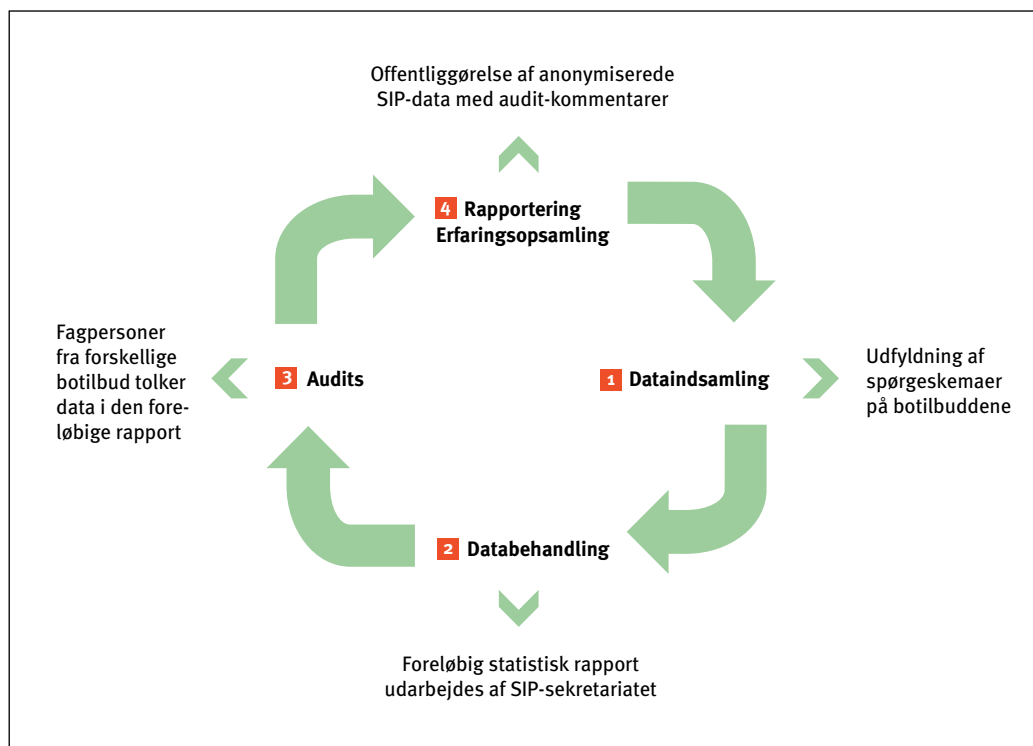 Offentliggørelse af anonymiserede
SIP-data med audit-kommentarer
4 Rapportering
Erfaringsopsamling
Fagpersoner
fra forskellige
botilbud tolker
data i den fore-
løbige rapport
3 Audits
1 Dataindsamling
Udfyldning af
spørgeskemaer
på botilbuddene
2 Databehandling
Foreløbig statistisk rapport
udarbejdes af SIP-sekretariatet